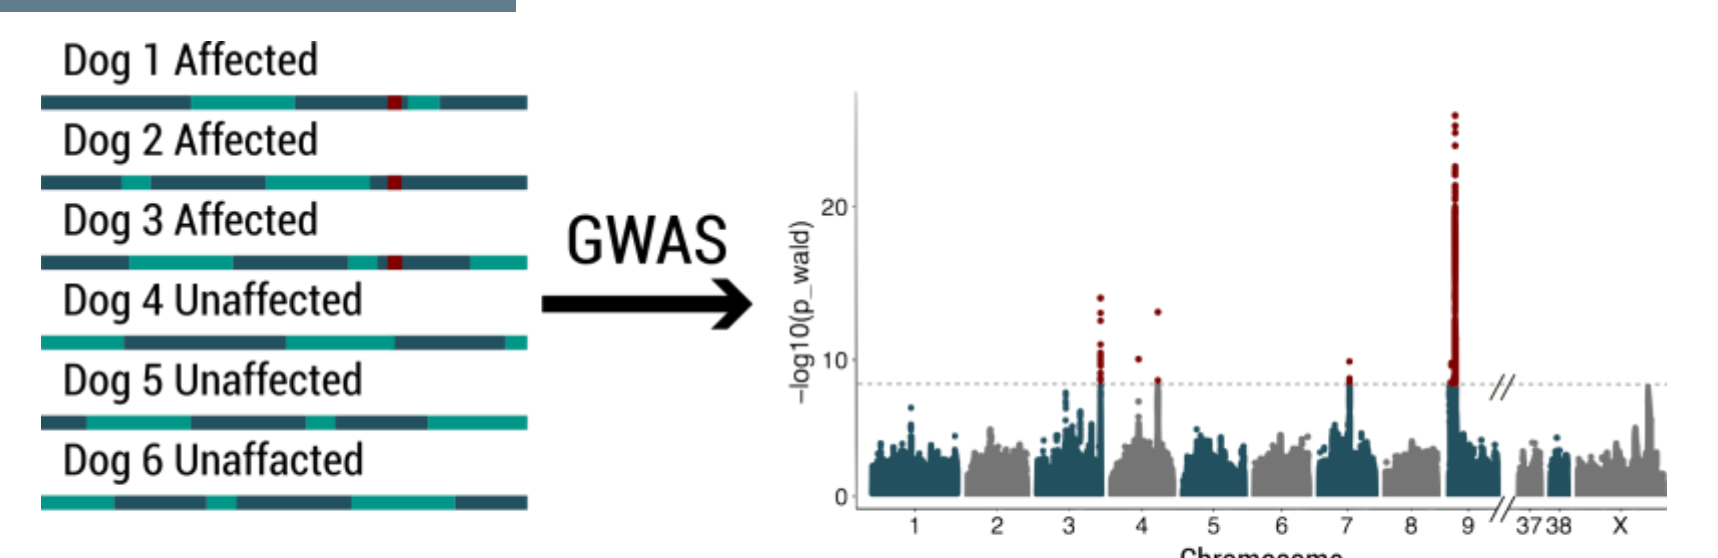 Dog 1 Affected
Dog 2 Affected
Dog 3 Affected
Dog 4 Unaffected
Dog 5 Unaffected
Dog 6 Unaffacted
GWAS
−log10(p_wald)
20
10
0
1 2 3 4 5 6 7 8 9 // 37 38 X
Chromosome